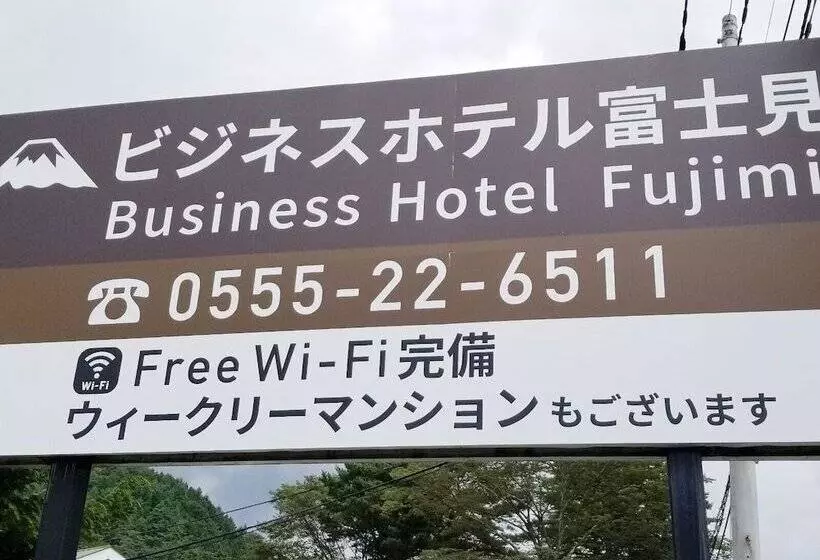 ビジネスホテル富士見
Business Hotel Fujimi
0555-22-6511
Wi-Fi Free Wi-Fi完備
ウィークリーマンションもございます